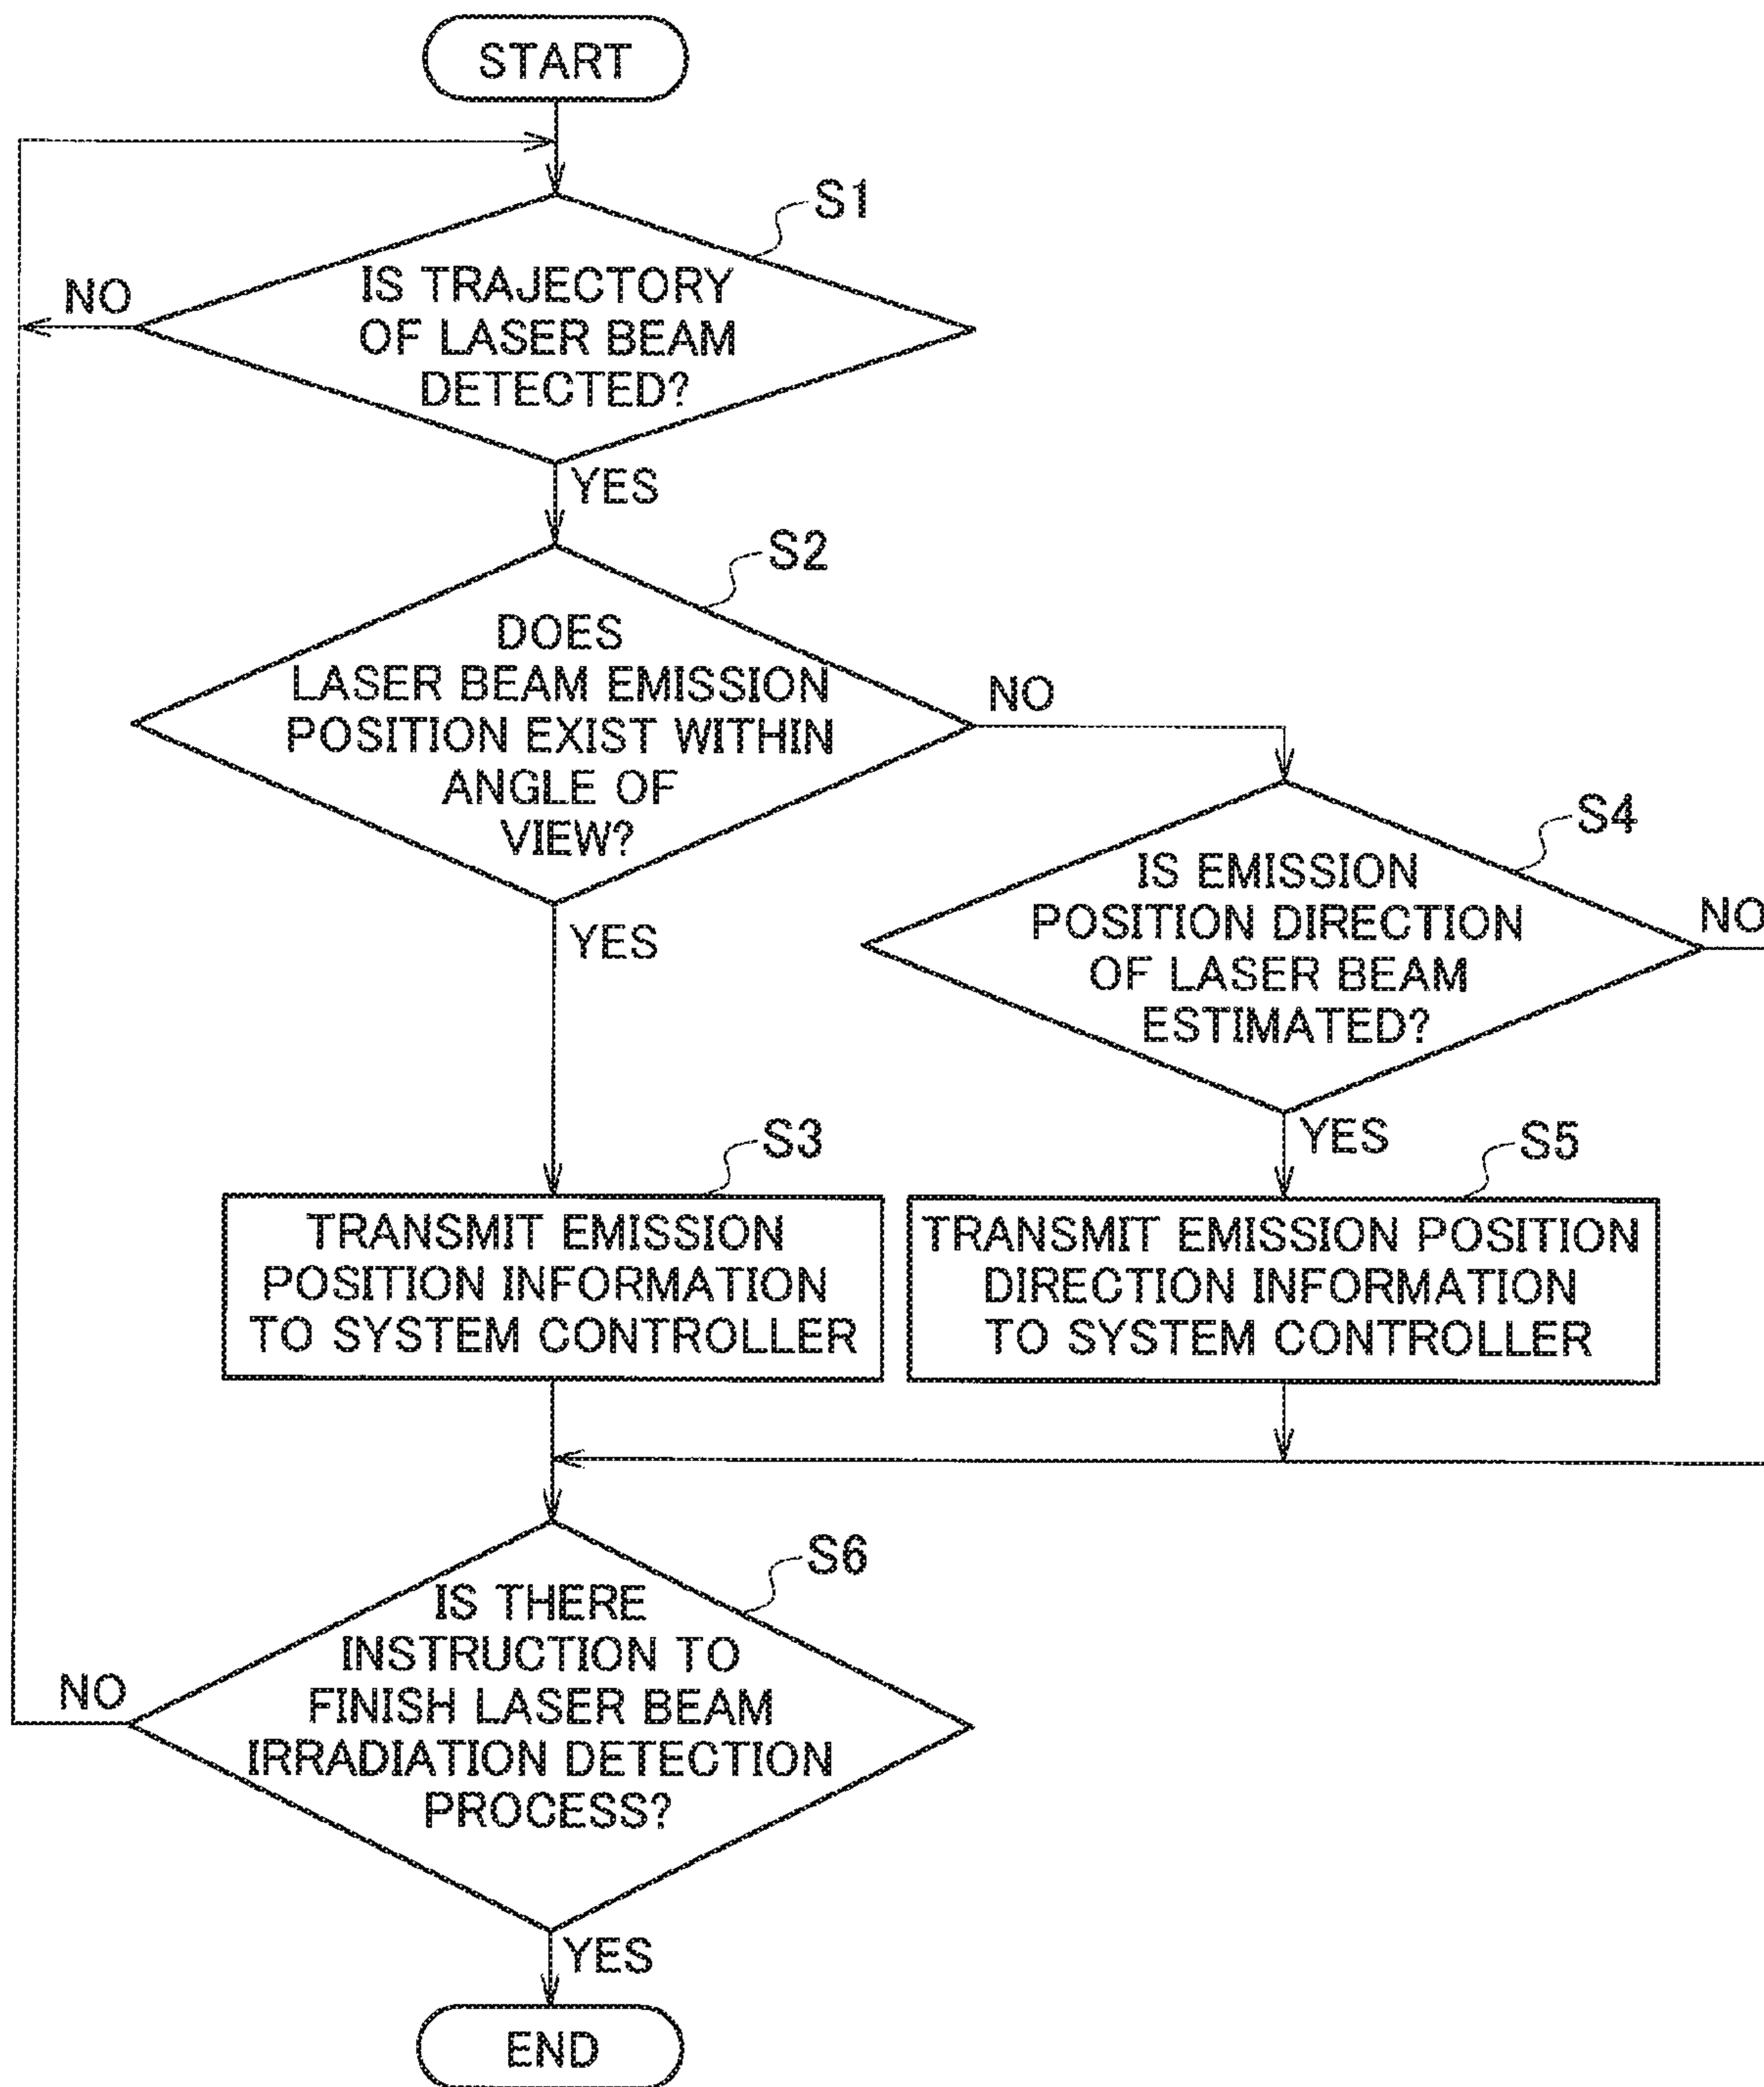 START
S1
IS TRAJECTORY
OF LASER BEAM
DETECTED?
NO
YES
S2
DOES
LASER BEAM EMISSION
POSITION EXIST WITHIN
ANGLE OF
VIEW?
NO
YES
S4
IS EMISSION
POSITION DIRECTION
OF LASER BEAM
ESTIMATED?
NO
YES
S3
TRANSMIT EMISSION
POSITION INFORMATION
TO SYSTEM CONTROLLER
S5
TRANSMIT EMISSION POSITION
DIRECTION INFORMATION
TO SYSTEM CONTROLLER
S6
IS THERE
INSTRUCTION TO
FINISH LASER BEAM
IRRADIATION DETECTION
PROCESS?
NO
YES
END